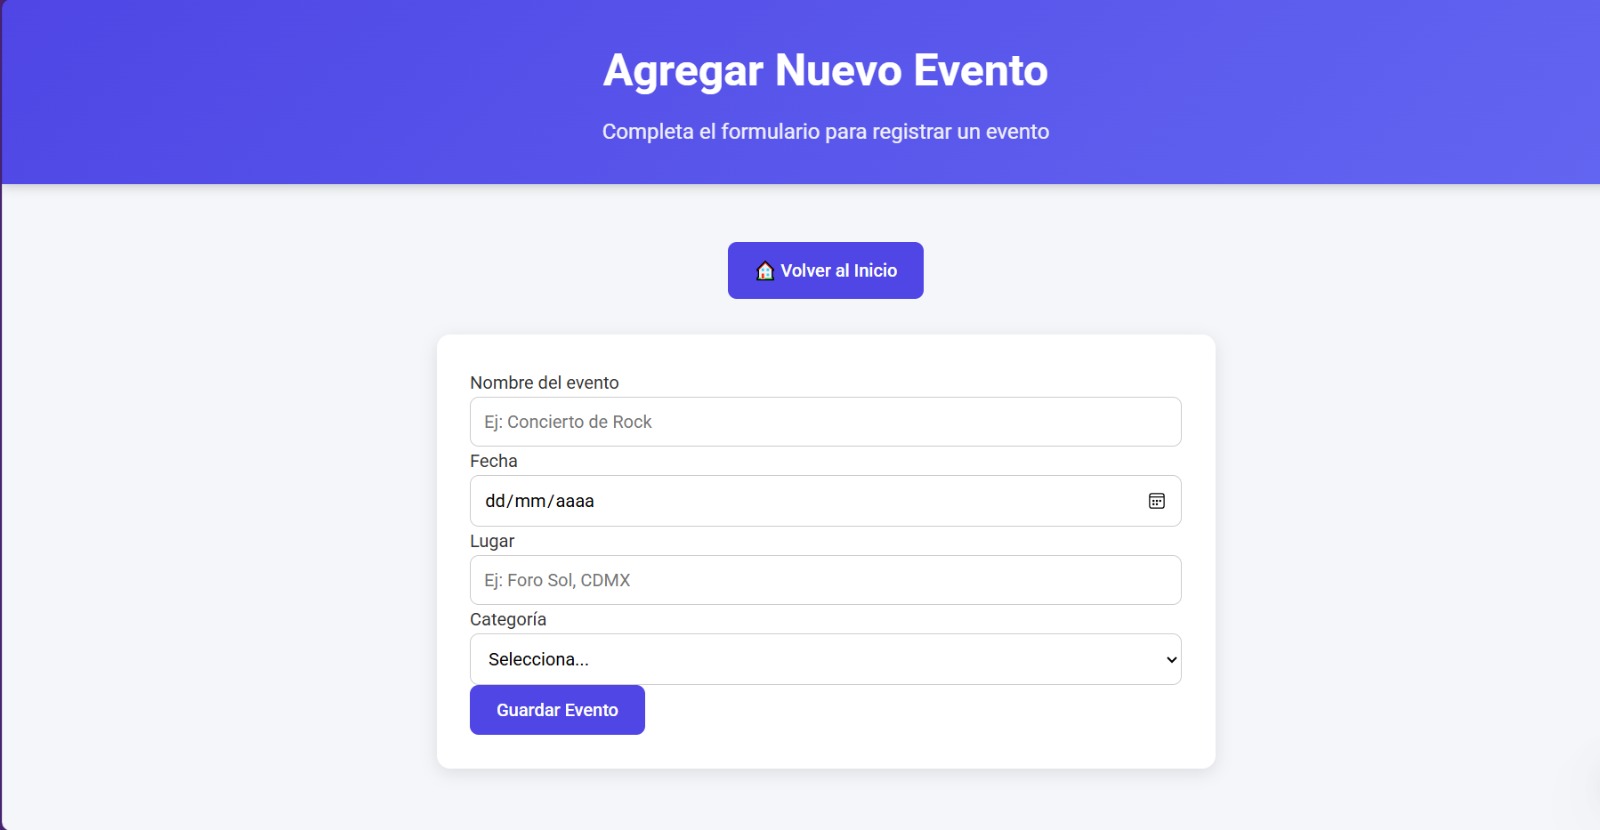 Agregar Nuevo Evento
Completa el formulario para registrar un evento
🏠 Volver al Inicio
Nombre del evento
Ej: Concierto de Rock
Fecha
dd/mm/aaaa
Lugar
Ej: Foro Sol, CDMX
Categoría
Selecciona...
Guardar Evento